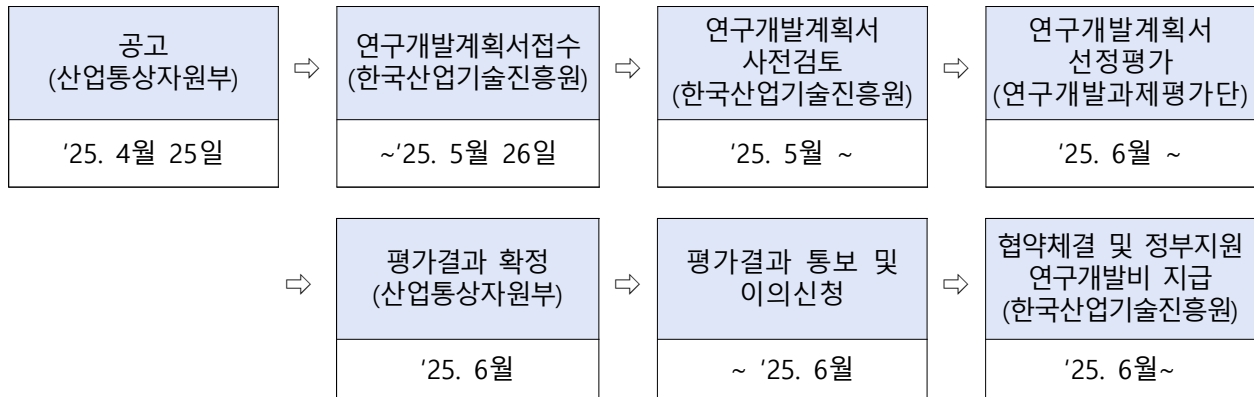 공고
(산업통상자원부)
⇨
연구개발계획서접수
(한국산업기술진흥원)
⇨
연구개발계획서
사전검토
(한국산업기술진흥원)
⇨
연구개발계획서
선정평가
(연구개발과제평가단)
'25. 4월 25일
~'25. 5월 26일
'25. 5월 ~
'25. 6월 ~
⇨
평가결과 확정
(산업통상자원부)
⇨
평가결과 통보 및
이의신청
⇨
협약체결 및 정부지원
연구개발비 지급
(한국산업기술진흥원)
'25. 6월
~ '25. 6월
'25. 6월~